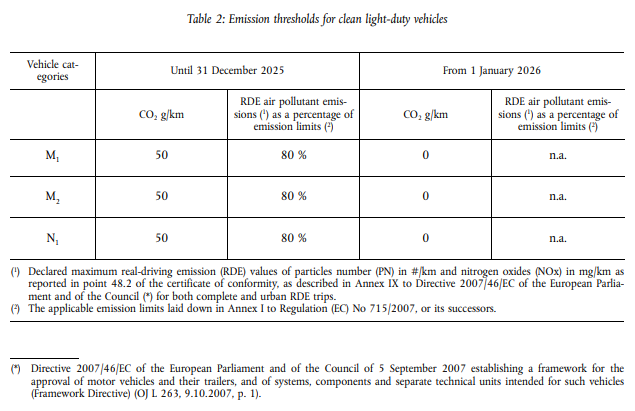 Table 2: Emission thresholds for clean light-duty vehicles
Vehicle cat-
egories
Until 31 December 2025
From 1 January 2026
CO₂ g/km
RDE air pollutant emis-
sions (¹) as a percentage of
emission limits (²)
CO₂ g/km
RDE air pollutant emis-
sions (¹) as a percentage of
emission limits (²)
M₁ 50 80 % 0 n.a.
M₂ 50 80 % 0 n.a.
N₁ 50 80 % 0 n.a.
(¹) Declared maximum real-driving emission (RDE) values of particles number (PN) in #/km and nitrogen oxides (NOx) in mg/km as
reported in point 48.2 of the certificate of conformity, as described in Annex IX to Directive 2007/46/EC of the European Parlia-
ment and of the Council (*) for both complete and urban RDE trips.
(²) The applicable emission limits laid down in Annex I to Regulation (EC) No 715/2007, or its successors.
(*) Directive 2007/46/EC of the European Parliament and of the Council of 5 September 2007 establishing a framework for the
approval of motor vehicles and their trailers, and of systems, components and separate technical units intended for such vehicles
(Framework Directive) (OJ L 263, 9.10.2007, p. 1).